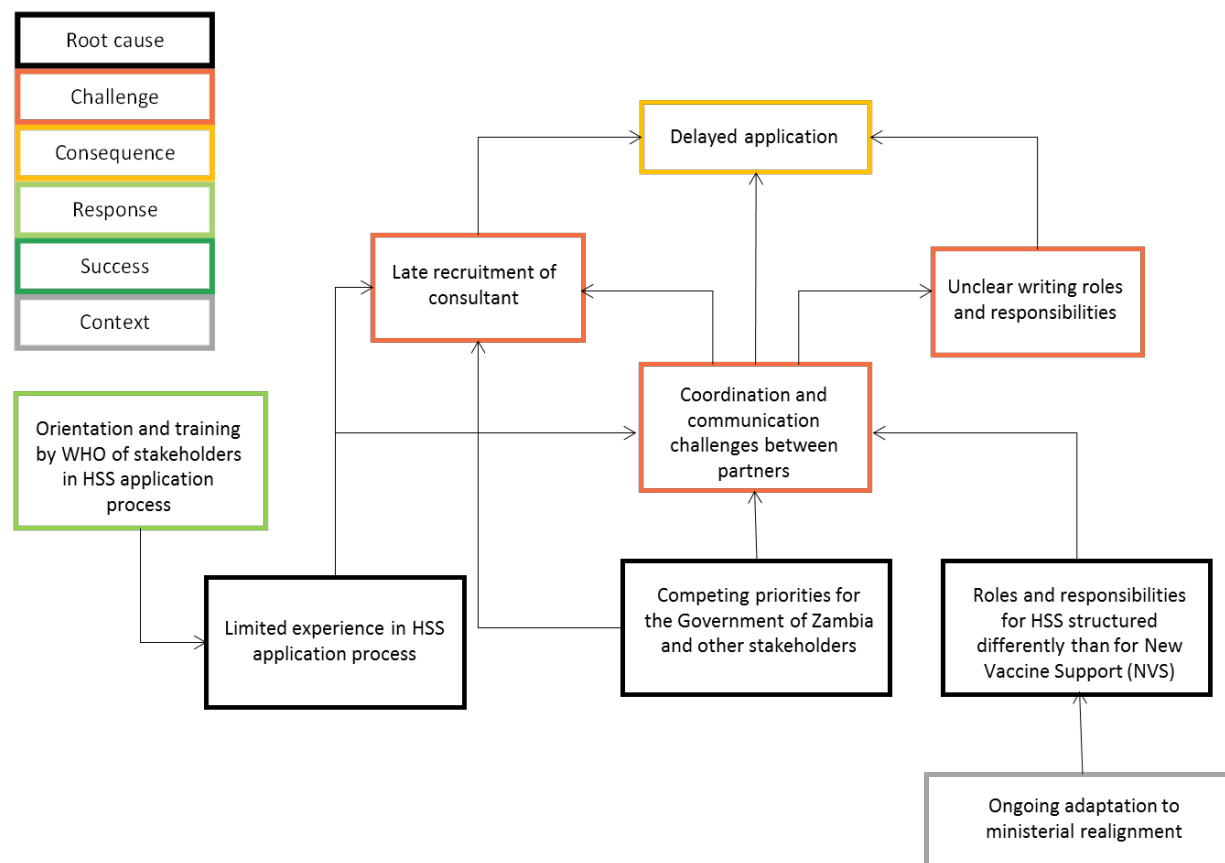 Root cause
Challenge
Consequence
Response
Success
Context
Delayed application
Late recruitment of
consultant
Unclear writing roles
and responsibilities
Coordination and
communication
challenges between
partners
Orientation and training
by WHO of stakeholders
in HSS application
process
Limited experience in HSS
application process
Competing priorities for
the Government of Zambia
and other stakeholders
Roles and responsibilities
for HSS structured
differently than for New
Vaccine Support (NVS)
Ongoing adaptation to
ministerial realignment